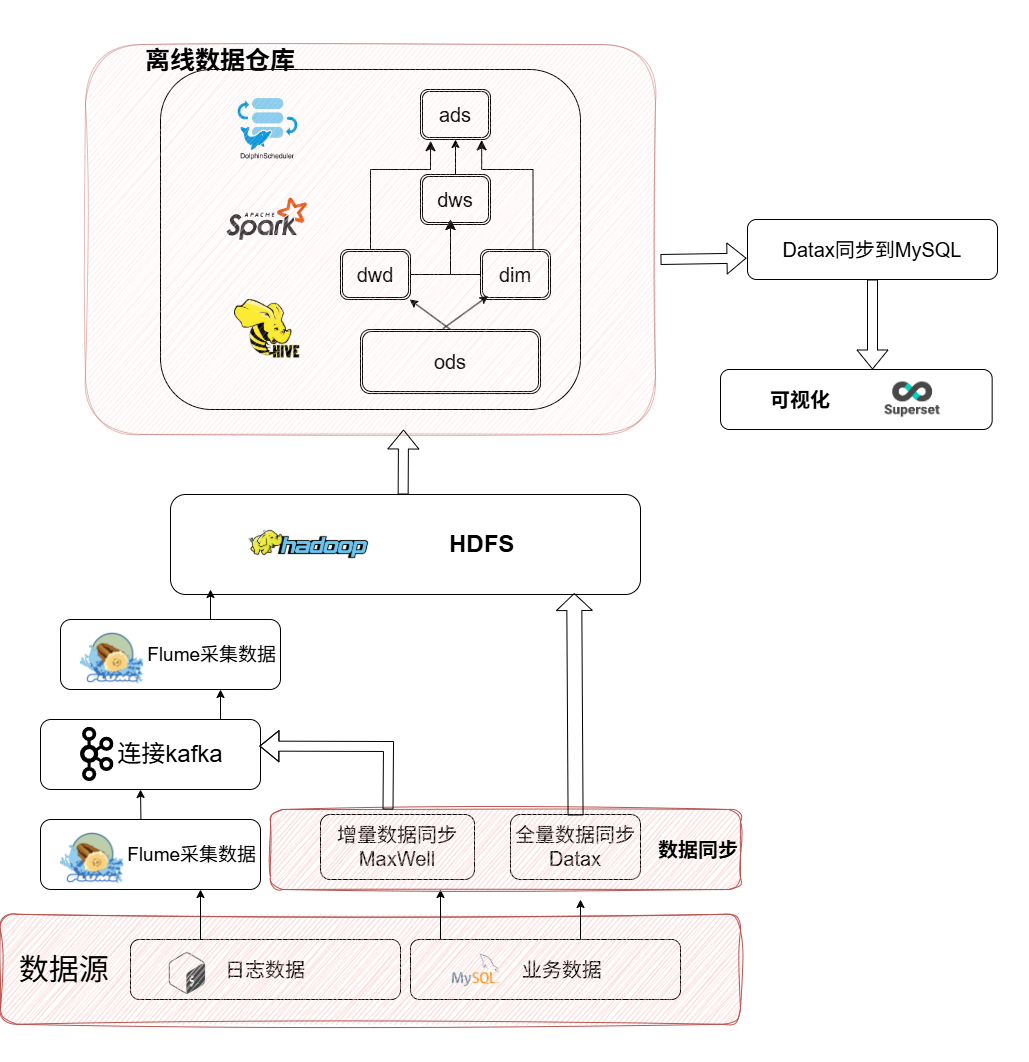 离线数据仓库
DolphinScheduler
ads
APACHE
Spark
dws
dwd
dim
HIVE
ods
Datax同步到MySQL
可视化
Superset
hadoop
HDFS
FLUME
Flume采集数据
连接kafka
FLUME
Flume采集数据
增量数据同步
MaxWell
全量数据同步
Datax
数据同步
数据源
$
日志数据
MySQL
业务数据